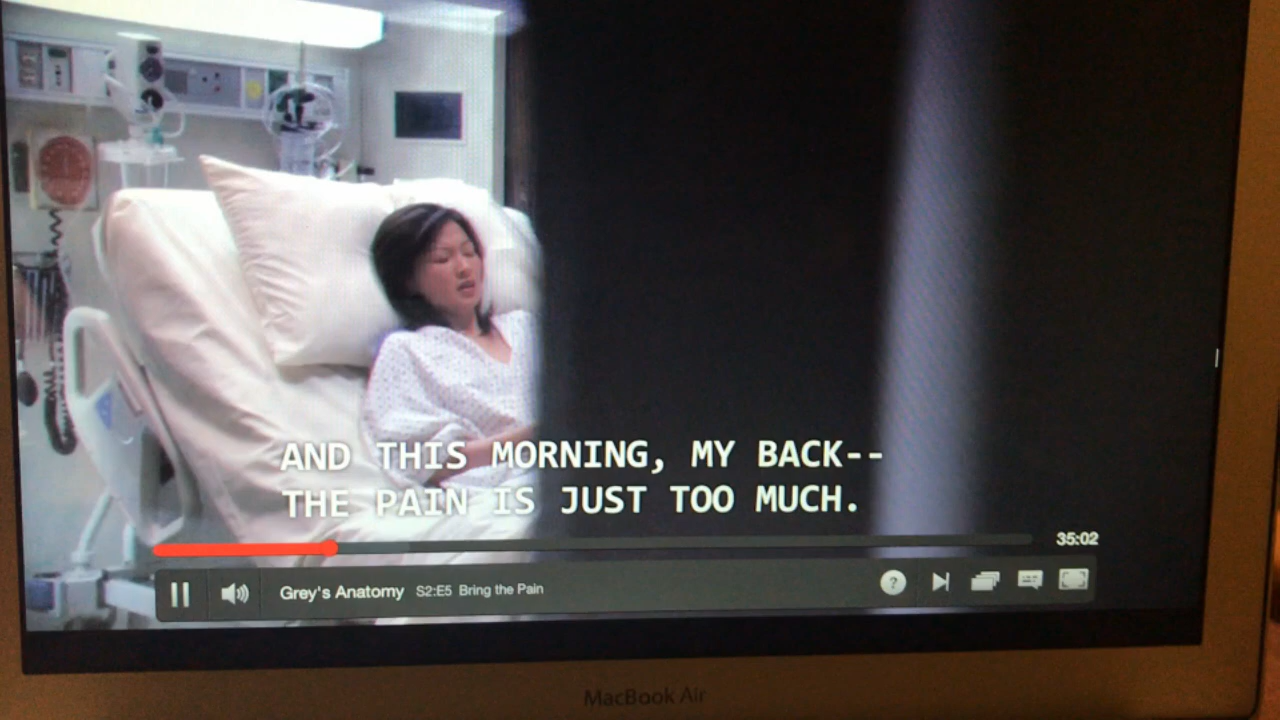 AND THIS MORNING, MY BACK--
THE PAIN IS JUST TOO MUCH.
35:02
Grey's Anatomy S2:E5 Bring the Pain
?
MacBook Air